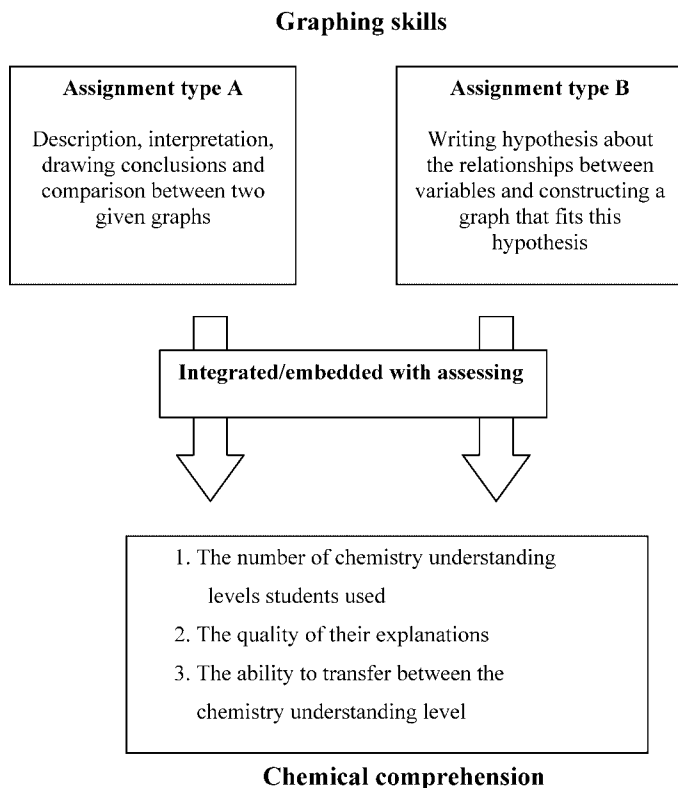 Graphing skills
Assignment type A
Description, interpretation,
drawing conclusions and
comparison between two
given graphs
Assignment type B
Writing hypothesis about
the relationships between
variables and constructing a
graph that fits this
hypothesis
Integrated/embedded with assessing
1. The number of chemistry understanding
levels students used
2. The quality of their explanations
3. The ability to transfer between the
chemistry understanding level
Chemical comprehension